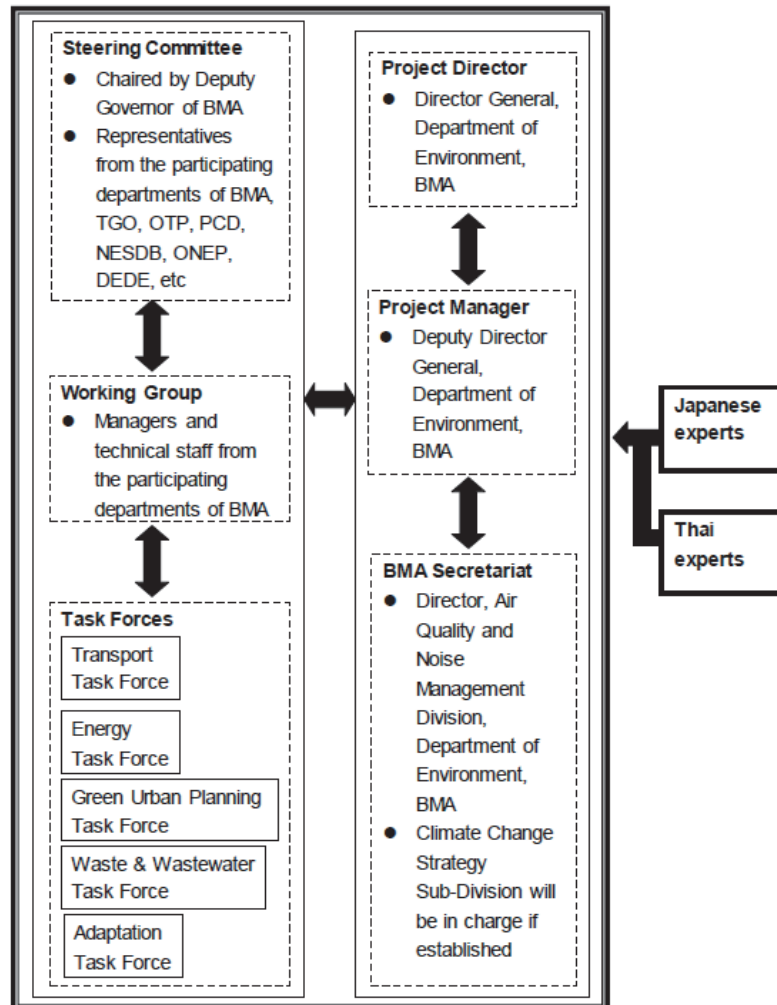 Steering Committee
● Chaired by Deputy
Governor of BMA
● Representatives
from the participating
departments of BMA,
TGO, OTP, PCD,
NESDB, ONEP,
DEDE, etc
Working Group
● Managers and
technical staff from
the participating
departments of BMA
Task Forces
Transport
Task Force
Energy
Task Force
Green Urban Planning
Task Force
Waste & Wastewater
Task Force
Adaptation
Task Force
Project Director
● Director General,
Department of
Environment,
BMA
Project Manager
● Deputy Director
General,
Department of
Environment,
BMA
BMA Secretariat
● Director, Air
Quality and
Noise
Management
Division,
Department of
Environment,
BMA
● Climate Change
Strategy
Sub-Division will
be in charge if
established
Japanese
experts
Thai
experts